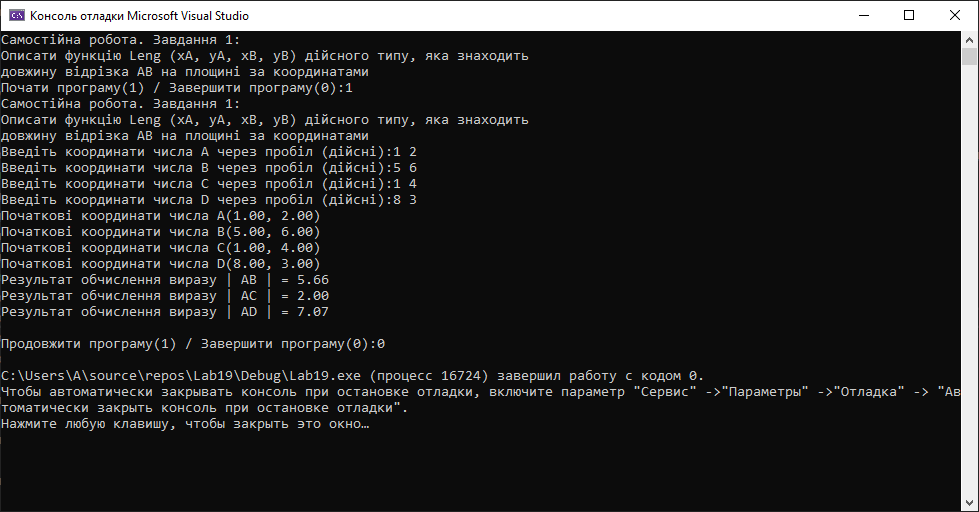 Консоль отладки Microsoft Visual Studio
Самостійна робота. Завдання 1:
Описати функцію Leng (xA, yA, xB, yB) дійсного типу, яка знаходить
довжину відрізка AB на площині за координатами
Почати програму(1) / Завершити програму(0):1
Самостійна робота. Завдання 1:
Описати функцію Leng (xA, yA, xB, yB) дійсного типу, яка знаходить
довжину відрізка AB на площині за координатами
Введіть координати числа A через пробіл (дійсні):1 2
Введіть координати числа B через пробіл (дійсні):5 6
Введіть координати числа C через пробіл (дійсні):1 4
Введіть координати числа D через пробіл (дійсні):8 3
Початкові координати числа A(1.00, 2.00)
Початкові координати числа B(5.00, 6.00)
Початкові координати числа C(1.00, 4.00)
Початкові координати числа D(8.00, 3.00)
Результат обчислення виразу | AB | = 5.66
Результат обчислення виразу | AC | = 2.00
Результат обчислення виразу | AD | = 7.07
Продовжити програму(1) / Завершити програму(0):0
C:\Users\A\source\repos\Lab19\Debug\Lab19.exe (процесс 16724) завершил работу с кодом 0.
Чтобы автоматически закрывать консоль при остановке отладки, включите параметр "Сервис" ->"Параметры" ->"Отладка" -> "Ав
томатически закрыть консоль при остановке отладки".
Нажмите любую клавишу, чтобы закрыть это окно…